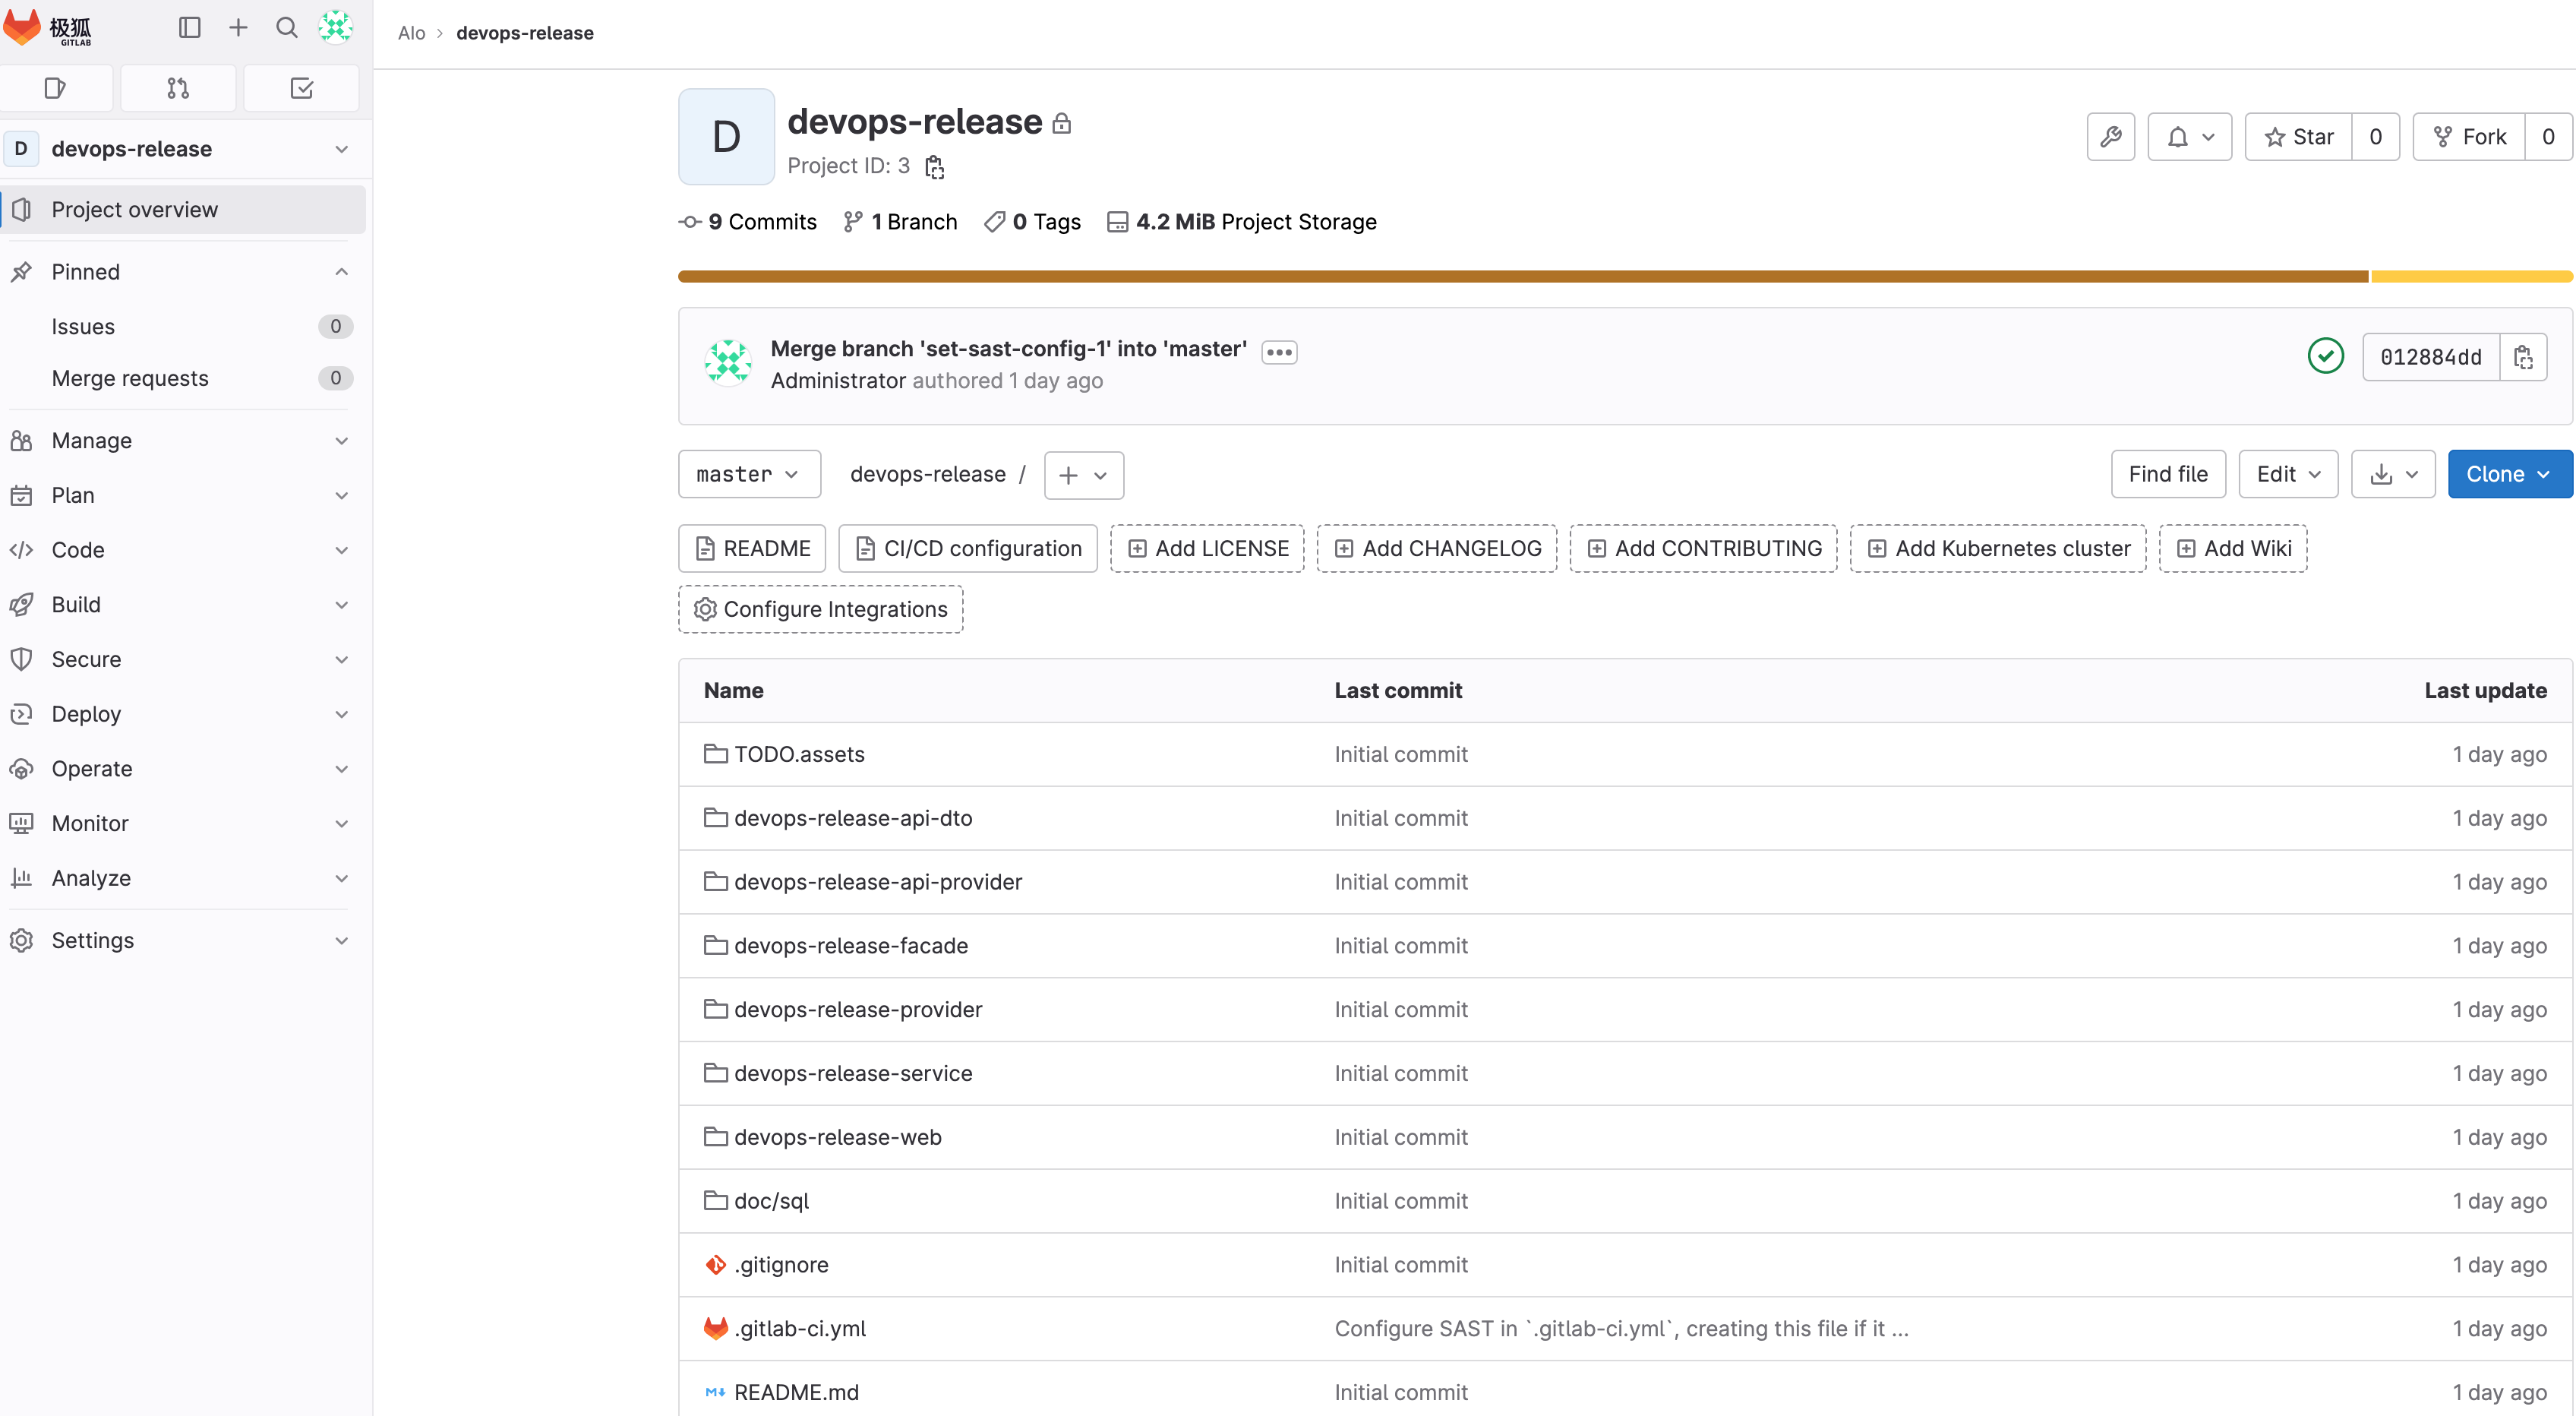 极狐
GITLAB
Alo > devops-release
D devops-release
Project overview
Pinned
Issues 0
Merge requests 0
Manage
Plan
Code
Build
Secure
Deploy
Operate
Monitor
Analyze
Settings
D
devops-release
Project ID: 3
Star 0
Fork 0
9 Commits 1 Branch 0 Tags 4.2 MiB Project Storage
Merge branch 'set-sast-config-1' into 'master'
Administrator authored 1 day ago
012884dd
master devops-release / Find file Edit Clone
README CI/CD configuration Add LICENSE Add CHANGELOG Add CONTRIBUTING Add Kubernetes cluster Add Wiki
Configure Integrations
Name Last commit Last update
TODO.assets Initial commit 1 day ago
devops-release-api-dto Initial commit 1 day ago
devops-release-api-provider Initial commit 1 day ago
devops-release-facade Initial commit 1 day ago
devops-release-provider Initial commit 1 day ago
devops-release-service Initial commit 1 day ago
devops-release-web Initial commit 1 day ago
doc/sql Initial commit 1 day ago
.gitignore Initial commit 1 day ago
.gitlab-ci.yml Configure SAST in `.gitlab-ci.yml`, creating this file if it ... 1 day ago
README.md Initial commit 1 day ago